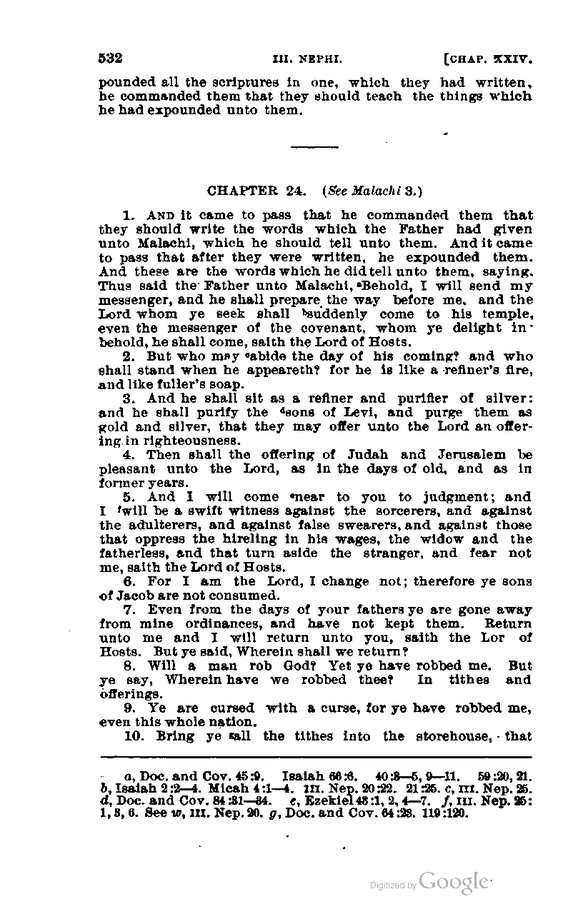 532 III. NEPHI. [CHAP. XXIV.
pounded all the scriptures in one, which they had written,
he commanded them that they should teach the things which
he had expounded unto them.
CHAPTER 24. (See Malachi 3.)
1. AND it came to pass that he commanded them that
they should write the words which the Father had given
unto Malachi, which he should tell unto them. And it came
to pass that after they were written, he expounded them.
And these are the words which he did tell unto them, saying.
Thus said the Father unto Malachi, ᵃBehold, I will send my
messenger, and he shall prepare the way before me, and the
Lord whom ye seek shall ᵇsuddenly come to his temple,
even the messenger of the covenant, whom ye delight in
behold, he shall come, saith the Lord of Hosts.
2. But who may ᶜabide the day of his coming? and who
shall stand when he appeareth? for he is like a refiner's fire,
and like fuller's soap.
3. And he shall sit as a refiner and purifier of silver:
and he shall purify the ᵈsons of Levi, and purge them as
gold and silver, that they may offer unto the Lord an offer-
ing in righteousness.
4. Then shall the offering of Judah and Jerusalem be
pleasant unto the Lord, as in the days of old, and as in
former years.
5. And I will come ᵉnear to you to judgment; and
I ᶠwill be a swift witness against the sorcerers, and against
the adulterers, and against false swearers, and against those
that oppress the hireling in his wages, the widow and the
fatherless, and that turn aside the stranger, and fear not
me, saith the Lord of Hosts.
6. For I am the Lord, I change not; therefore ye sons
of Jacob are not consumed.
7. Even from the days of your fathers ye are gone away
from mine ordinances, and have not kept them. Return
unto me and I will return unto you, saith the Lor of
Hosts. But ye said, Wherein shall we return?
8. Will a man rob God? Yet ye have robbed me. But
ye say, Wherein have we robbed thee? In tithes and
offerings.
9. Ye are cursed with a curse, for ye have robbed me,
even this whole nation.
10. Bring ye ᵍall the tithes into the storehouse, that
a, Doc. and Cov. 45:9. Isaiah 66:6. 40:3—5, 9—11. 59:20, 21.
b, Isaiah 2:2—4. Micah 4:1—4. III. Nep. 20:22. 21:25. c, III. Nep. 25.
d, Doc. and Cov. 84:31—34. e, Ezekiel 43:1, 2, 4—7. f, III. Nep. 25:
1, 3, 6. See w, III. Nep. 20. g, Doc. and Cov. 64:23. 119:120.
Digitized by Google